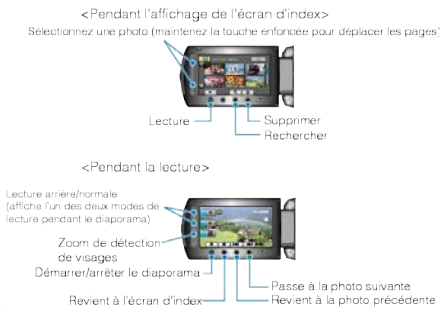 <Pendant l'affichage de l'écran d'index>
Sélectionnez une photo (maintenez la touche enfoncée pour déplacer les pages)
Lecture
Supprimer
Rechercher
<Pendant la lecture>
Lecture arrière/normale
(affiche l'un des deux modes de
lecture pendant le diaporama)
Zoom de détection
de visages
Démarrer/arrêter le diaporama
Passe à la photo suivante
Revient à l'écran d'index
Revient à la photo précédente